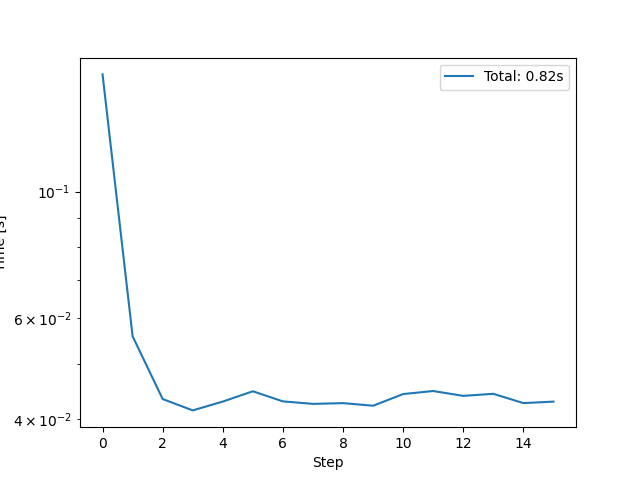 Total: 0.82s
10⁻¹
6 × 10⁻²
4 × 10⁻²
Time [s]
0 2 4 6 8 10 12 14
Step